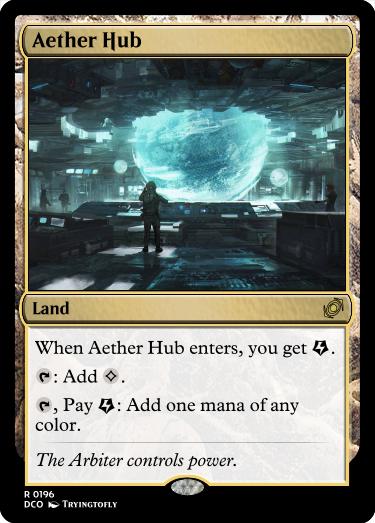 Aether Hub
Land
When Aether Hub enters, you get .
: Add .
, Pay : Add one mana of any
color.
The Arbiter controls power.
R 0196
DCO Tryingtofly